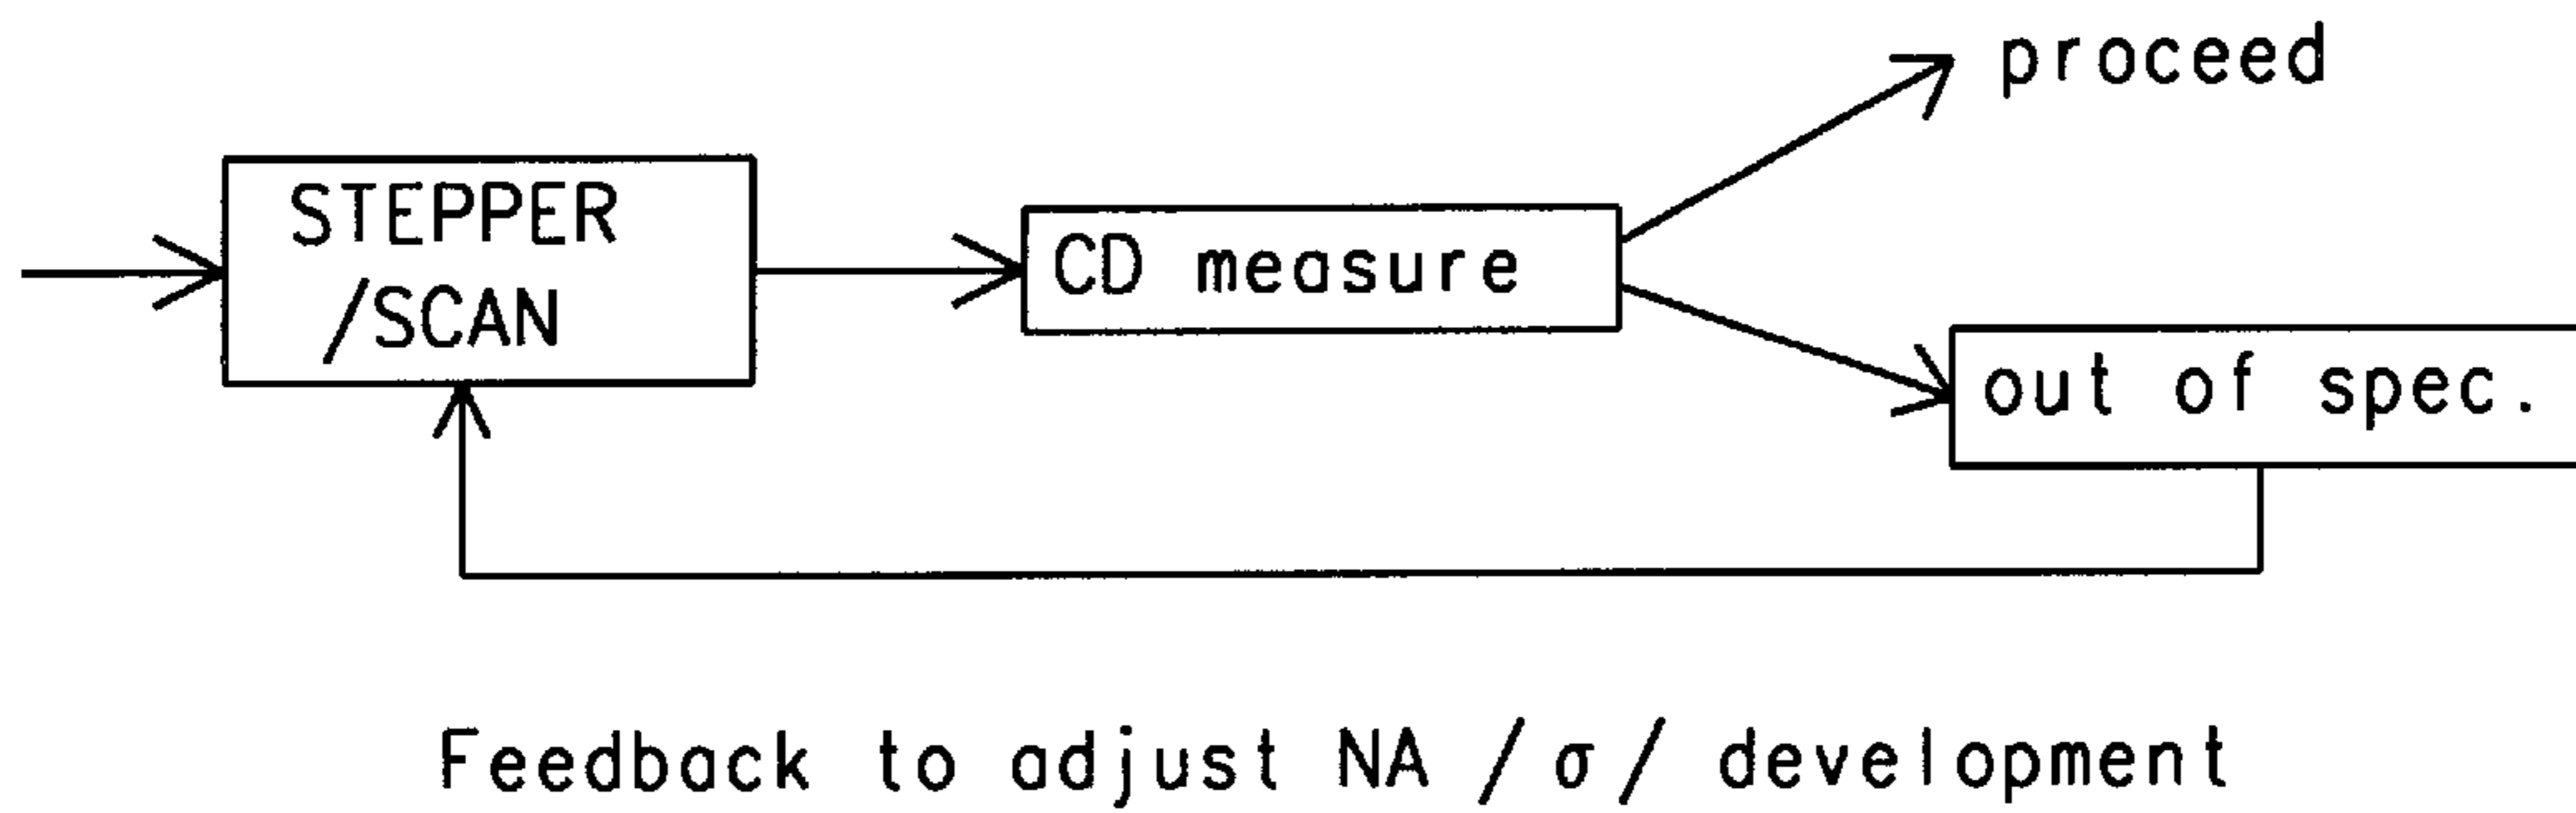 proceed
STEPPER
/SCAN
CD measure
out of spec.
Feedback to adjust NA / σ / development